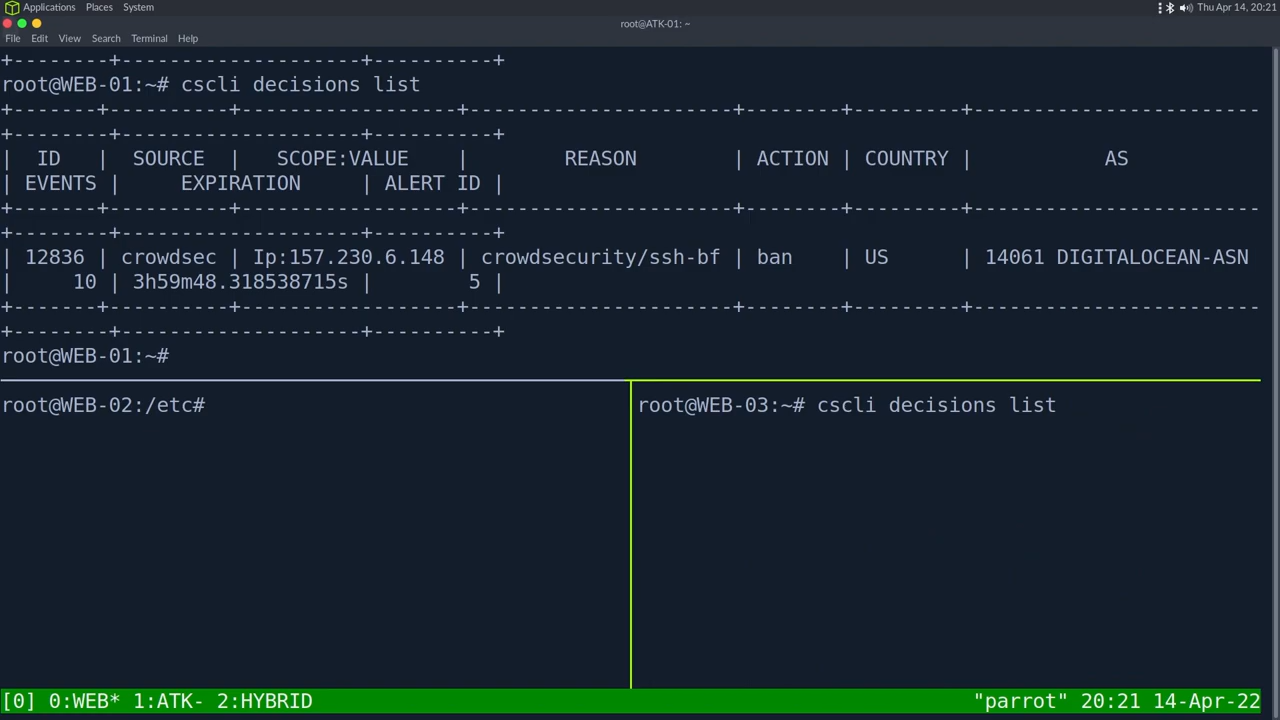 Applications Places System Thu Apr 14, 20:21
root@ATK-01: ~
File Edit View Search Terminal Help
+--------+--------------------+----------+
root@WEB-01:~# cscli decisions list
+-------+----------+-------------------+----------------------+--------+---------+------------------------
+--------+--------------------+----------+
| ID | SOURCE | SCOPE:VALUE | REASON | ACTION | COUNTRY | AS
| EVENTS | EXPIRATION | ALERT ID |
+-------+----------+-------------------+----------------------+--------+---------+------------------------
+--------+--------------------+----------+
| 12836 | crowdsec | Ip:157.230.6.148 | crowdsecurity/ssh-bf | ban | US | 14061 DIGITALOCEAN-ASN
| 10 | 3h59m48.318538715s | 5 |
+-------+----------+-------------------+----------------------+--------+---------+------------------------
+--------+--------------------+----------+
root@WEB-01:~#
root@WEB-02:/etc#
root@WEB-03:~# cscli decisions list
[0] 0:WEB* 1:ATK- 2:HYBRID "parrot" 20:21 14-Apr-22